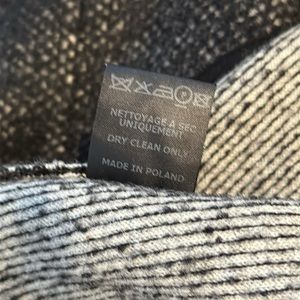 NETTOYAGE A SEC
UNIQUEMENT
DRY CLEAN ONLY
MADE IN POLAND